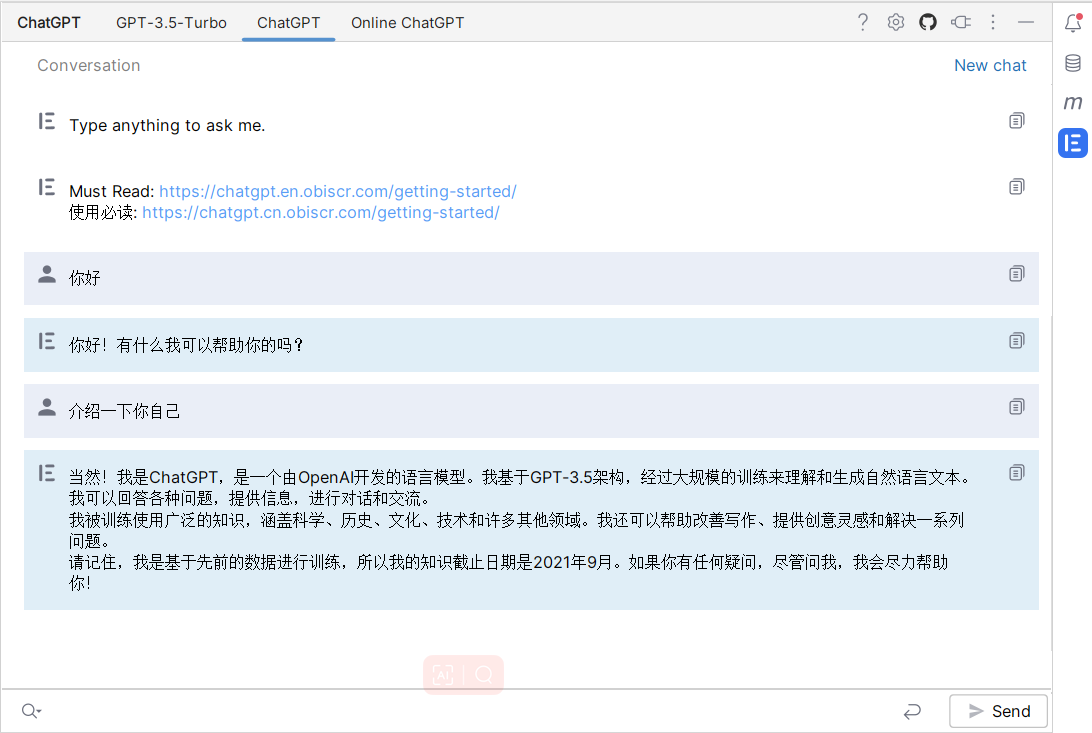 ChatGPT GPT-3.5-Turbo ChatGPT Online ChatGPT
Conversation New chat
Type anything to ask me.
Must Read: https://chatgpt.en.obiscr.com/getting-started/
使用必读: https://chatgpt.cn.obiscr.com/getting-started/
你好
你好！有什么我可以帮助你的吗？
介绍一下你自己
当然！我是ChatGPT，是一个由OpenAI开发的语言模型。我基于GPT-3.5架构，经过大规模的训练来理解和生成自然语言文本。
我可以回答各种问题，提供信息，进行对话和交流。
我被训练使用广泛的知识，涵盖科学、历史、文化、技术和许多其他领域。我还可以帮助改善写作、提供创意灵感和解决一系列
问题。
请记住，我是基于先前的数据进行训练，所以我的知识截止日期是2021年9月。如果你有任何疑问，尽管问我，我会尽力帮助
你！
AI
Send
m